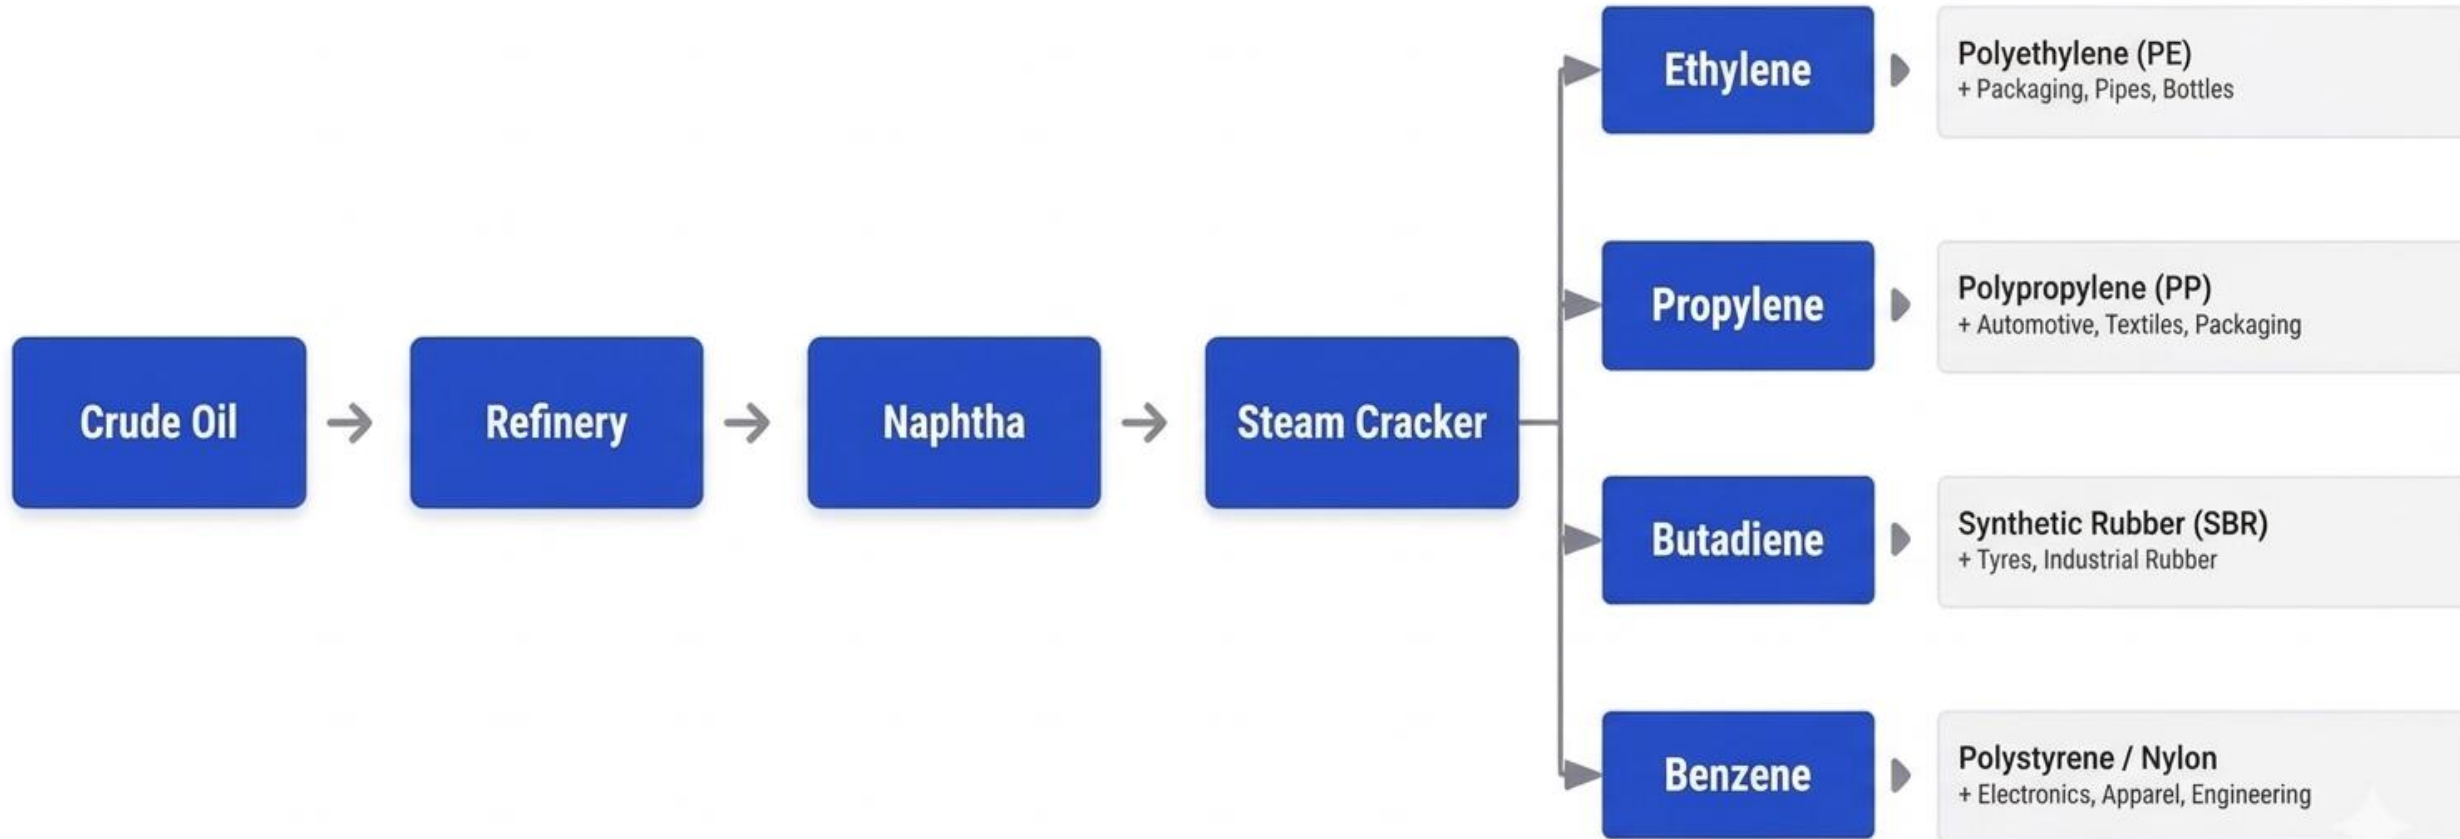 Crude Oil
Refinery
Naphtha
Steam Cracker
Ethylene
Polyethylene (PE)
+ Packaging, Pipes, Bottles
Propylene
Polypropylene (PP)
+ Automotive, Textiles, Packaging
Butadiene
Synthetic Rubber (SBR)
+ Tyres, Industrial Rubber
Benzene
Polystyrene / Nylon
+ Electronics, Apparel, Engineering